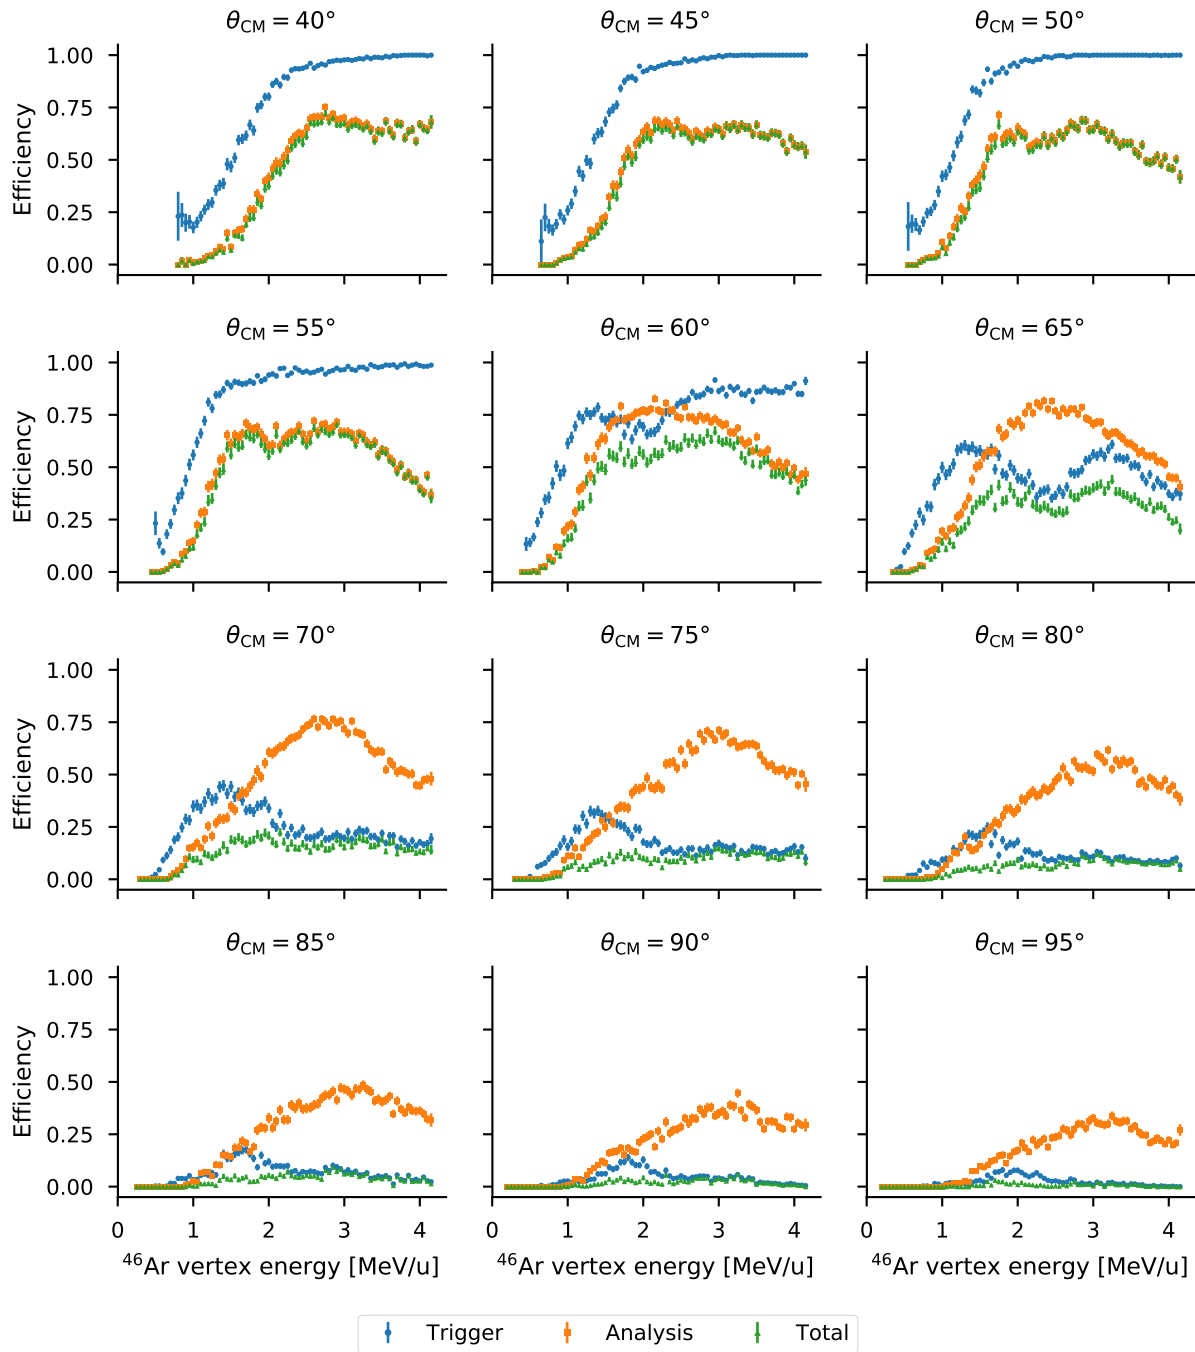 θCM = 40° θCM = 45° θCM = 50°
1.00
0.75
0.50
0.25
0.00
Efficiency
θCM = 55° θCM = 60° θCM = 65°
1.00
0.75
0.50
0.25
0.00
Efficiency
θCM = 70° θCM = 75° θCM = 80°
1.00
0.75
0.50
0.25
0.00
Efficiency
θCM = 85° θCM = 90° θCM = 95°
1.00
0.75
0.50
0.25
0.00
Efficiency
0 1 2 3 4 0 1 2 3 4 0 1 2 3 4
⁴⁶Ar vertex energy [MeV/u] ⁴⁶Ar vertex energy [MeV/u] ⁴⁶Ar vertex energy [MeV/u]
Trigger Analysis Total